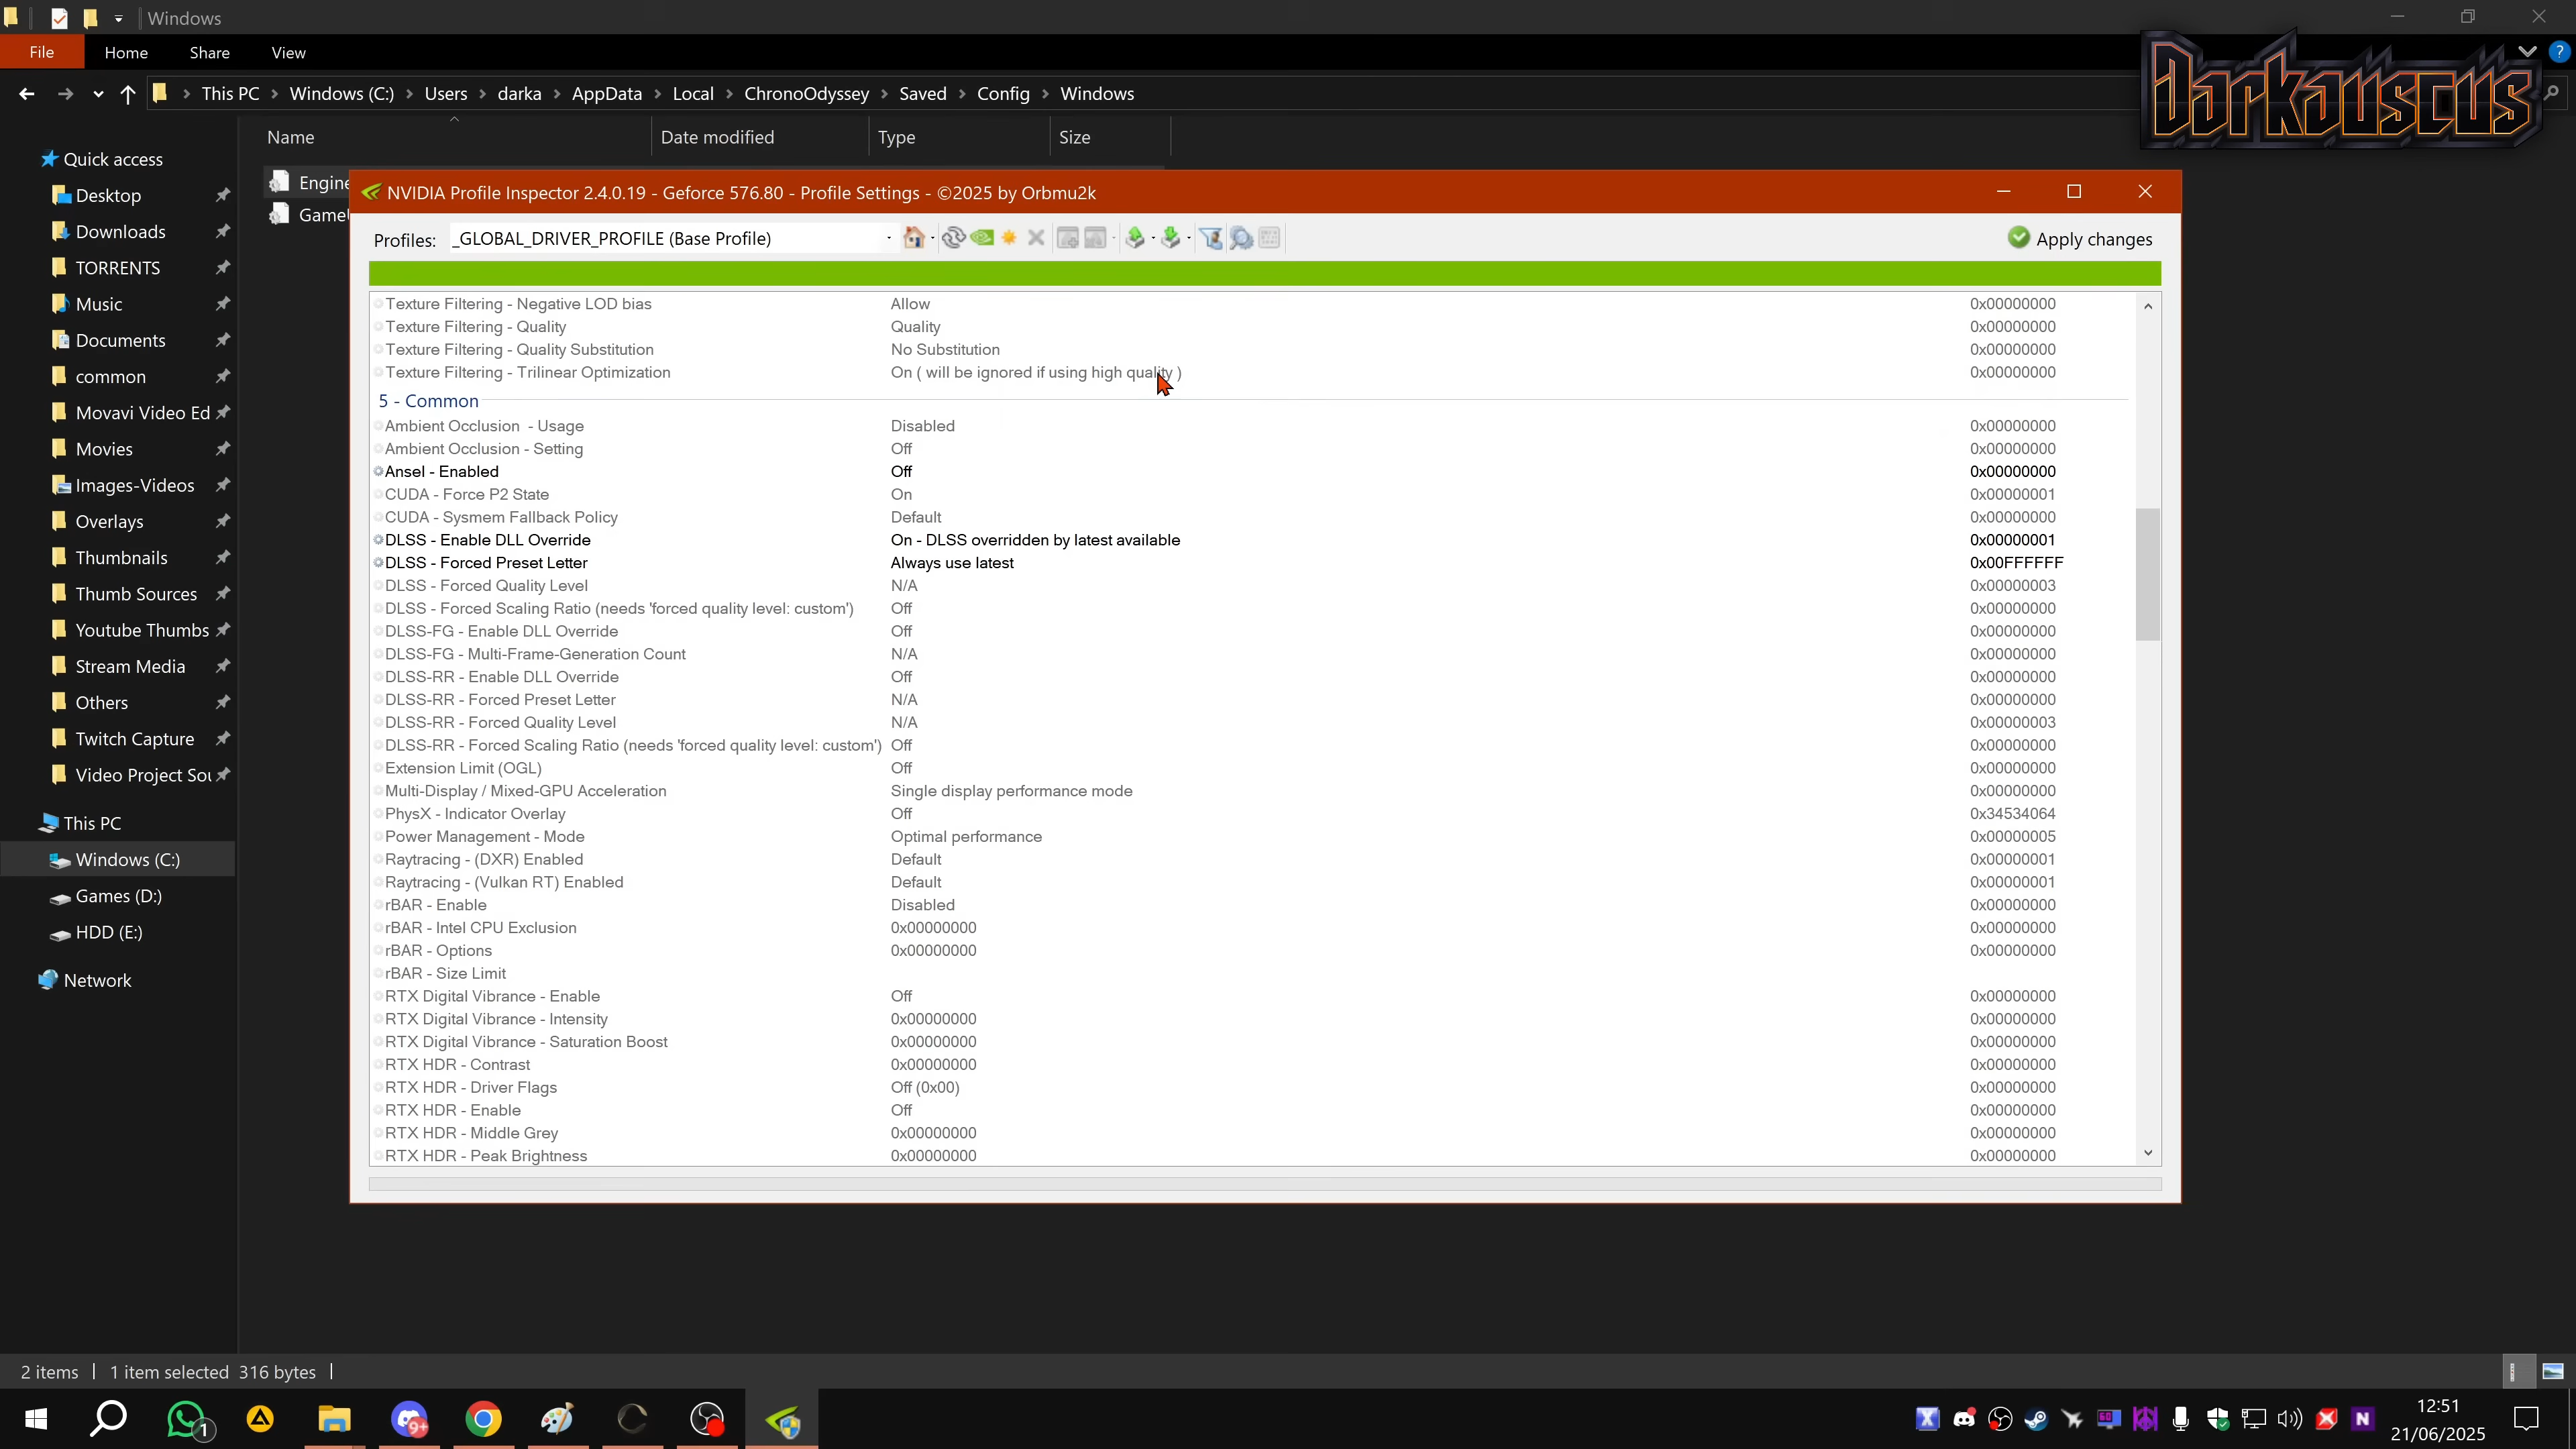 Windows
File Home Share View
This PC Windows (C:) Users darka AppData Local ChronoOdyssey Saved Config Windows
Darkauscus
Name Date modified Type Size
Quick access
Desktop
Downloads
TORRENTS
Music
Documents
common
Movavi Video Ed
Movies
Images-Videos
Overlays
Thumbnails
Thumb Sources
Youtube Thumbs
Stream Media
Others
Twitch Capture
Video Project Sou
This PC
Windows (C:)
Games (D:)
HDD (E:)
Network
Engine
GameU
NVIDIA Profile Inspector 2.4.0.19 - Geforce 576.80 - Profile Settings - ©2025 by Orbmu2k
Profiles: _GLOBAL_DRIVER_PROFILE (Base Profile) Apply changes
Texture Filtering - Negative LOD bias Allow 0x00000000
Texture Filtering - Quality Quality 0x00000000
Texture Filtering - Quality Substitution No Substitution 0x00000000
Texture Filtering - Trilinear Optimization On ( will be ignored if using high quality ) 0x00000000
5 - Common
Ambient Occlusion - Usage Disabled 0x00000000
Ambient Occlusion - Setting Off 0x00000000
Ansel - Enabled Off 0x00000000
CUDA - Force P2 State On 0x00000001
CUDA - Sysmem Fallback Policy Default 0x00000000
DLSS - Enable DLL Override On - DLSS overridden by latest available 0x00000001
DLSS - Forced Preset Letter Always use latest 0x00FFFFFF
DLSS - Forced Quality Level N/A 0x00000003
DLSS - Forced Scaling Ratio (needs 'forced quality level: custom') Off 0x00000000
DLSS-FG - Enable DLL Override Off 0x00000000
DLSS-FG - Multi-Frame-Generation Count N/A 0x00000000
DLSS-RR - Enable DLL Override Off 0x00000000
DLSS-RR - Forced Preset Letter N/A 0x00000000
DLSS-RR - Forced Quality Level N/A 0x00000003
DLSS-RR - Forced Scaling Ratio (needs 'forced quality level: custom') Off 0x00000000
Extension Limit (OGL) Off 0x00000000
Multi-Display / Mixed-GPU Acceleration Single display performance mode 0x00000000
PhysX - Indicator Overlay Off 0x34534064
Power Management - Mode Optimal performance 0x00000005
Raytracing - (DXR) Enabled Default 0x00000001
Raytracing - (Vulkan RT) Enabled Default 0x00000001
rBAR - Enable Disabled 0x00000000
rBAR - Intel CPU Exclusion 0x00000000 0x00000000
rBAR - Options 0x00000000 0x00000000
rBAR - Size Limit
RTX Digital Vibrance - Enable Off 0x00000000
RTX Digital Vibrance - Intensity 0x00000000 0x00000000
RTX Digital Vibrance - Saturation Boost 0x00000000 0x00000000
RTX HDR - Contrast 0x00000000 0x00000000
RTX HDR - Driver Flags Off (0x00) 0x00000000
RTX HDR - Enable Off 0x00000000
RTX HDR - Middle Grey 0x00000000 0x00000000
RTX HDR - Peak Brightness 0x00000000 0x00000000
2 items 1 item selected 316 bytes
1 9+ 60 N 12:51
21/06/2025